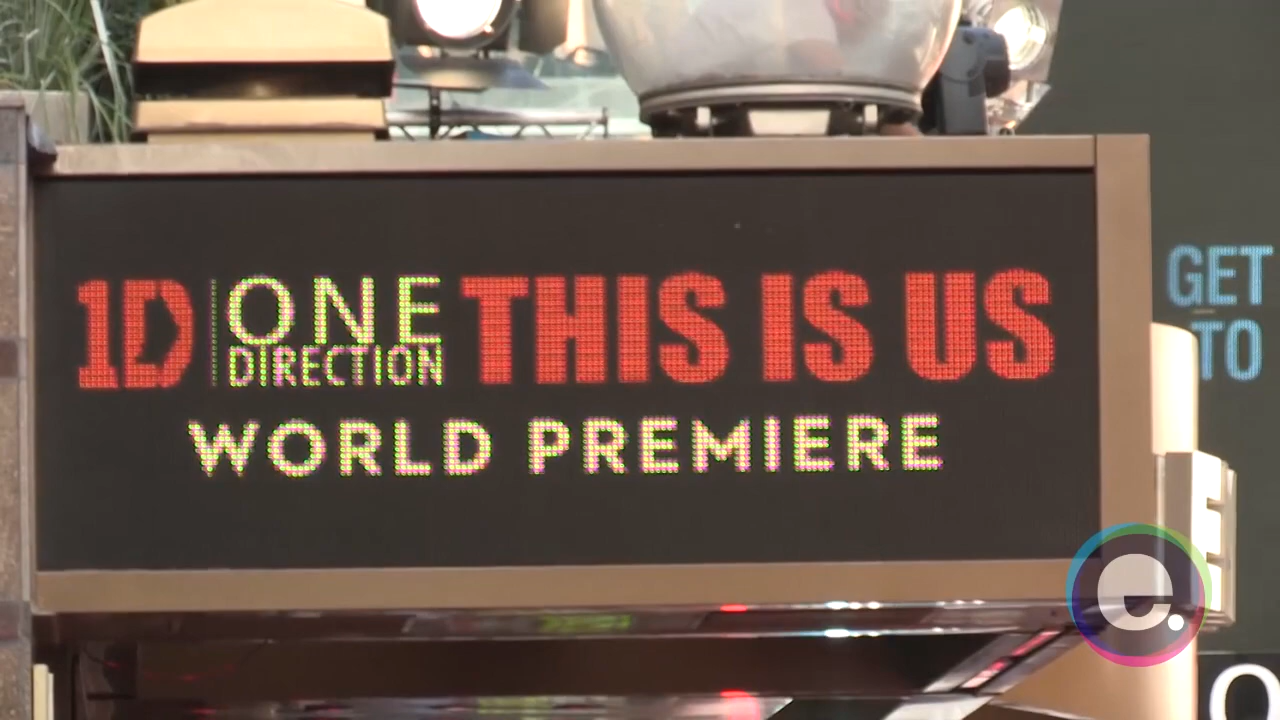 1D ONE DIRECTION THIS IS US
WORLD PREMIERE
GET
TO
e.
O